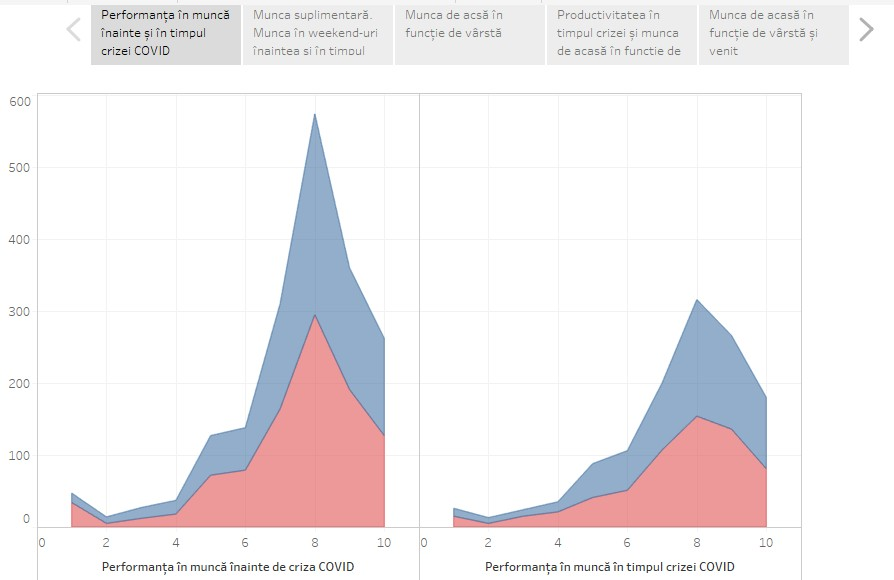 Performanța în muncă
înainte și în timpul
crizei COVID
Munca suplimentară.
Munca în weekend-uri
înaintea si în timpul
Munca de acsă în
funcție de vârstă
Productivitatea în
timpul crizei și munca
de acasă în functie de
Munca de acasă în
funcție de vârstă și
venit
600
500
400
300
200
100
0
0 2 4 6 8 10
Performanța în muncă înainte de criza COVID
0 2 4 6 8 10
Performanța în muncă în timpul crizei COVID